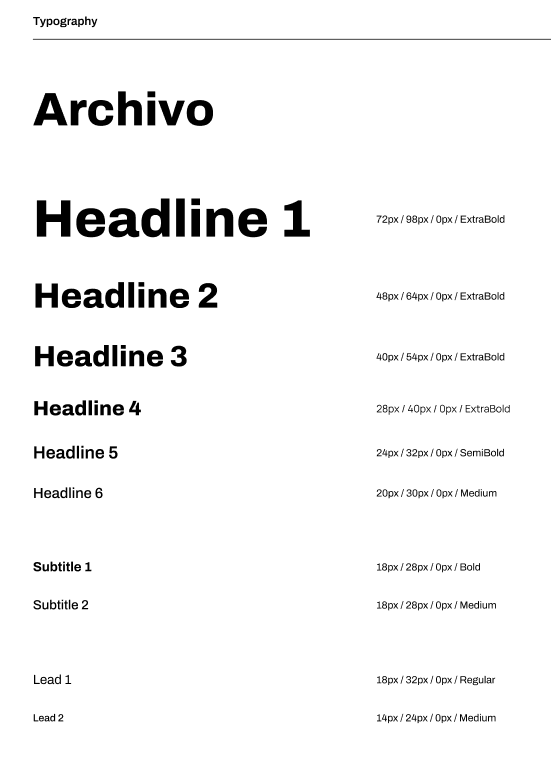 Typography
Archivo
Headline 1 72px / 98px / 0px / ExtraBold
Headline 2 48px / 64px / 0px / ExtraBold
Headline 3 40px / 54px / 0px / ExtraBold
Headline 4 28px / 40px / 0px / ExtraBold
Headline 5 24px / 32px / 0px / SemiBold
Headline 6 20px / 30px / 0px / Medium
Subtitle 1 18px / 28px / 0px / Bold
Subtitle 2 18px / 28px / 0px / Medium
Lead 1 18px / 32px / 0px / Regular
Lead 2 14px / 24px / 0px / Medium